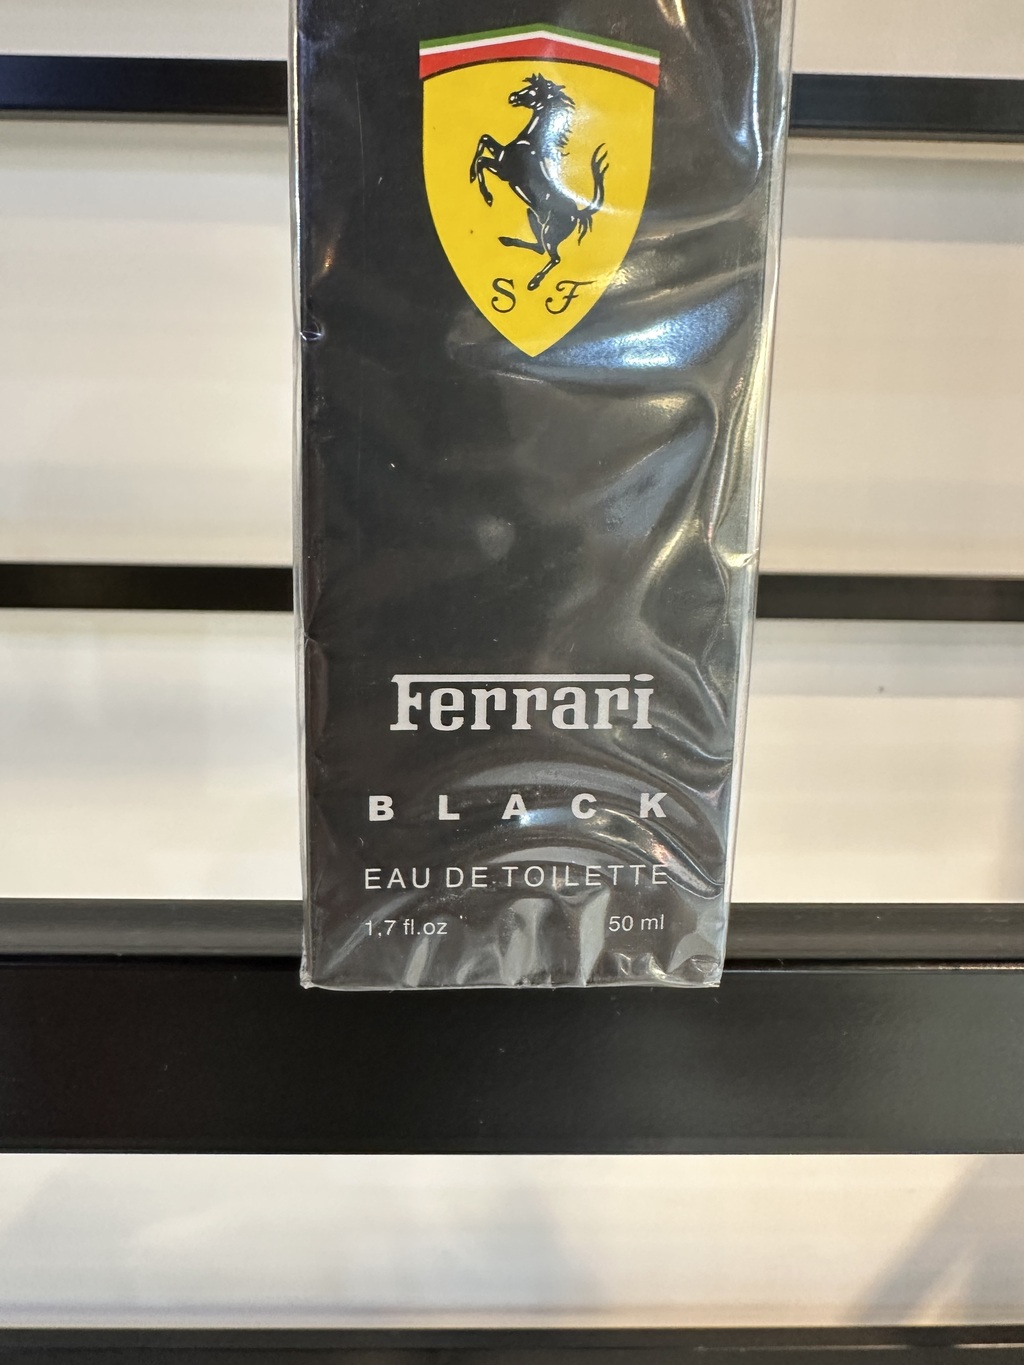 S F
Ferrari
BLACK
EAU DE TOILETTE
1,7 fl.oz 50 ml